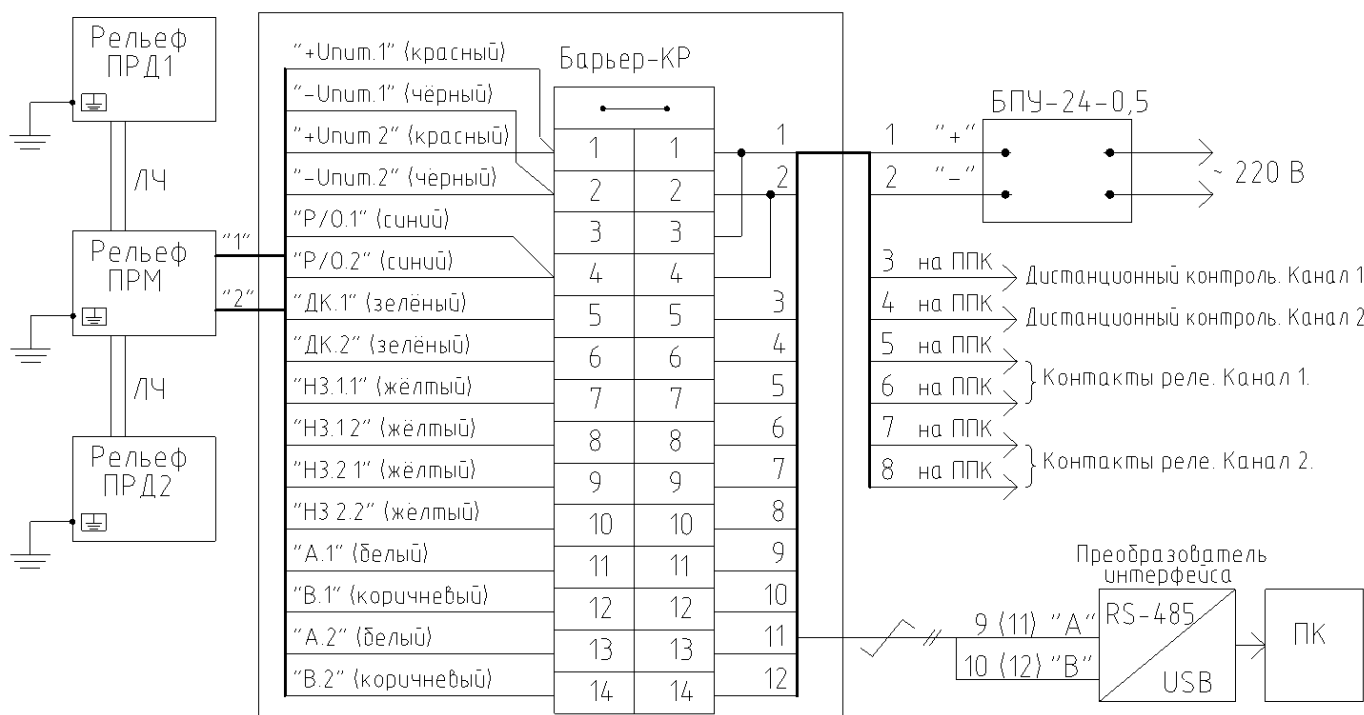 Рельеф
ПРД1
ЛЧ
Рельеф
ПРМ
ЛЧ
Рельеф
ПРД2
"1"
"2"
"+Uпит.1" (красный)
"-Uпит.1" (чёрный)
"+Uпит 2" (красный)
"-Uпит.2" (чёрный)
"Р/О.1" (синий)
"Р/О.2" (синий)
"ДК.1" (зелёный)
"ДК.2" (зелёный)
"НЗ.1.1" (жёлтый)
"НЗ.1 2" (жёлтый)
"НЗ.2 1" (жёлтый)
"НЗ 2.2" (жёлтый)
"А.1" (белый)
"В.1" (коричневый)
"А.2" (белый)
"В.2" (коричневый)
Барьер-КР
1 1
2 2
3 3
4 4
5 5
6 6
7 7
8 8
9 9
10 10
11 11
12 12
13 13
14 14
1
2
3
4
5
6
7
8
9
10
11
12
БПУ-24-0,5
1 "+"
2 "-"
~ 220 В
3 на ППК Дистанционный контроль. Канал 1
4 на ППК Дистанционный контроль. Канал 2
5 на ППК
6 на ППК
Контакты реле. Канал 1.
7 на ППК
8 на ППК
Контакты реле. Канал 2.
Преобразователь
интерфейса
9 (11) "А"
10 (12) "В"
RS-485
USB
ПК